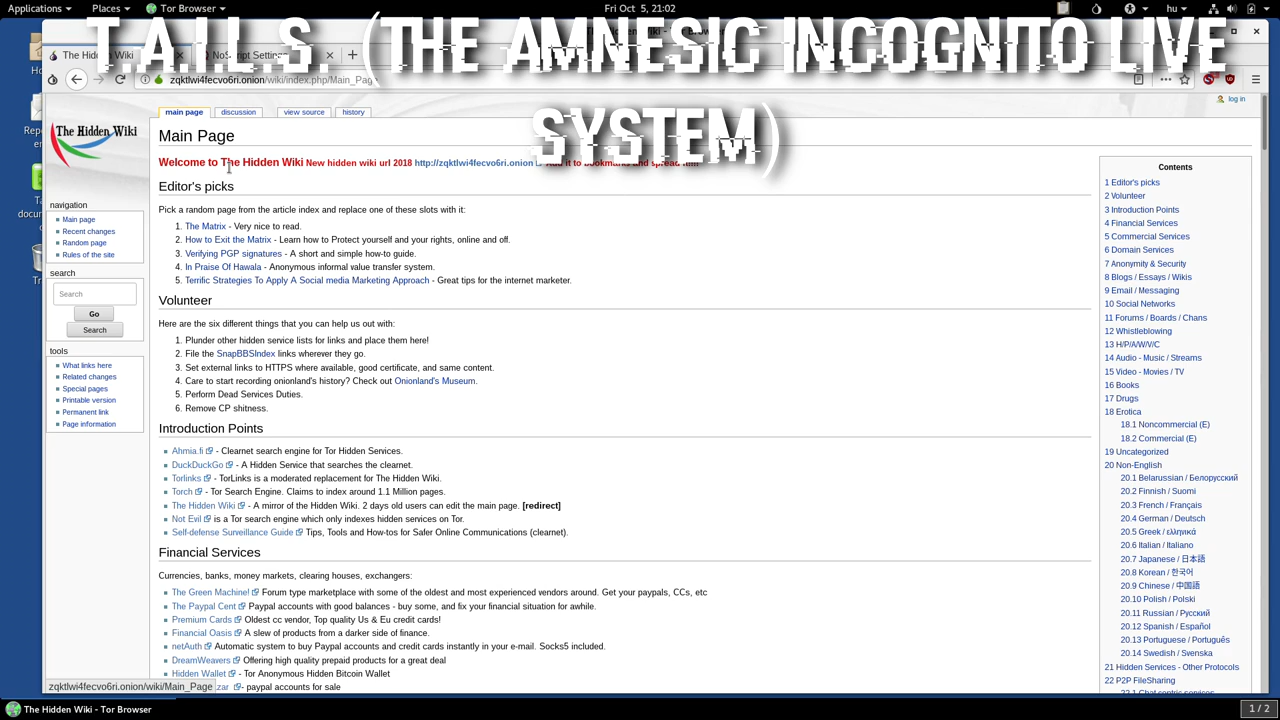 Applications Places Tor Browser Fri Oct 5, 21:02
T.A.I.L.S. (THE AMNESIC INCOGNITO LIVE
SYSTEM)
The Hidden Wiki
NoScript Settings
zqktlwi4fecvo6ri.onion/wiki/index.php/Main_Page
log in
main page discussion view source history
The Hidden Wiki
Main Page
Welcome to The Hidden Wiki New hidden wiki url 2018 http://zqktlwi4fecvo6ri.onion Add it to bookmarks and spread it!!!
Editor's picks
Pick a random page from the article index and replace one of these slots with it:
1. The Matrix - Very nice to read.
2. How to Exit the Matrix - Learn how to Protect yourself and your rights, online and off.
3. Verifying PGP signatures - A short and simple how-to guide.
4. In Praise Of Hawala - Anonymous informal value transfer system.
5. Terrific Strategies To Apply A Social media Marketing Approach - Great tips for the internet marketer.
Volunteer
Here are the six different things that you can help us out with:
1. Plunder other hidden service lists for links and place them here!
2. File the SnapBBSIndex links wherever they go.
3. Set external links to HTTPS where available, good certificate, and same content.
4. Care to start recording onionland's history? Check out Onionland's Museum.
5. Perform Dead Services Duties.
6. Remove CP shitness.
Introduction Points
Ahmia.fi - Clearnet search engine for Tor Hidden Services.
DuckDuckGo - A Hidden Service that searches the clearnet.
Torlinks - TorLinks is a moderated replacement for The Hidden Wiki.
Torch - Tor Search Engine. Claims to index around 1.1 Million pages.
The Hidden Wiki - A mirror of the Hidden Wiki. 2 days old users can edit the main page. [redirect]
Not Evil is a Tor search engine which only indexes hidden services on Tor.
Self-defense Surveillance Guide Tips, Tools and How-tos for Safer Online Communications (clearnet).
Financial Services
Currencies, banks, money markets, clearing houses, exchangers:
The Green Machine! Forum type marketplace with some of the oldest and most experienced vendors around. Get your paypals, CCs, etc
The Paypal Cent Paypal accounts with good balances - buy some, and fix your financial situation for awhile.
Premium Cards Oldest cc vendor, Top quality Us & Eu credit cards!
Financial Oasis A slew of products from a darker side of finance.
netAuth Automatic system to buy Paypal accounts and credit cards instantly in your e-mail. Socks5 included.
DreamWeavers Offering high quality prepaid products for a great deal
Hidden Wallet - Tor Anonymous Hidden Bitcoin Wallet
- paypal accounts for sale
navigation
Main page
Recent changes
Random page
Rules of the site
search
Search
Go
Search
tools
What links here
Related changes
Special pages
Printable version
Permanent link
Page information
Contents
1 Editor's picks
2 Volunteer
3 Introduction Points
4 Financial Services
5 Commercial Services
6 Domain Services
7 Anonymity & Security
8 Blogs / Essays / Wikis
9 Email / Messaging
10 Social Networks
11 Forums / Boards / Chans
12 Whistleblowing
13 H/P/A/W/V/C
14 Audio - Music / Streams
15 Video - Movies / TV
16 Books
17 Drugs
18 Erotica
18.1 Noncommercial (E)
18.2 Commercial (E)
19 Uncategorized
20 Non-English
20.1 Belarussian / Белорусский
20.2 Finnish / Suomi
20.3 French / Français
20.4 German / Deutsch
20.5 Greek / ελληνικά
20.6 Italian / Italiano
20.7 Japanese / 日本語
20.8 Korean / 한국어
20.9 Chinese / 中国語
20.10 Polish / Polski
20.11 Russian / Русский
20.12 Spanish / Español
20.13 Portuguese / Português
20.14 Swedish / Svenska
21 Hidden Services - Other Protocols
22 P2P FileSharing
22.1 Chat centric services
zqktlwi4fecvo6ri.onion/wiki/Main_Page
The Hidden Wiki - Tor Browser
1 / 2